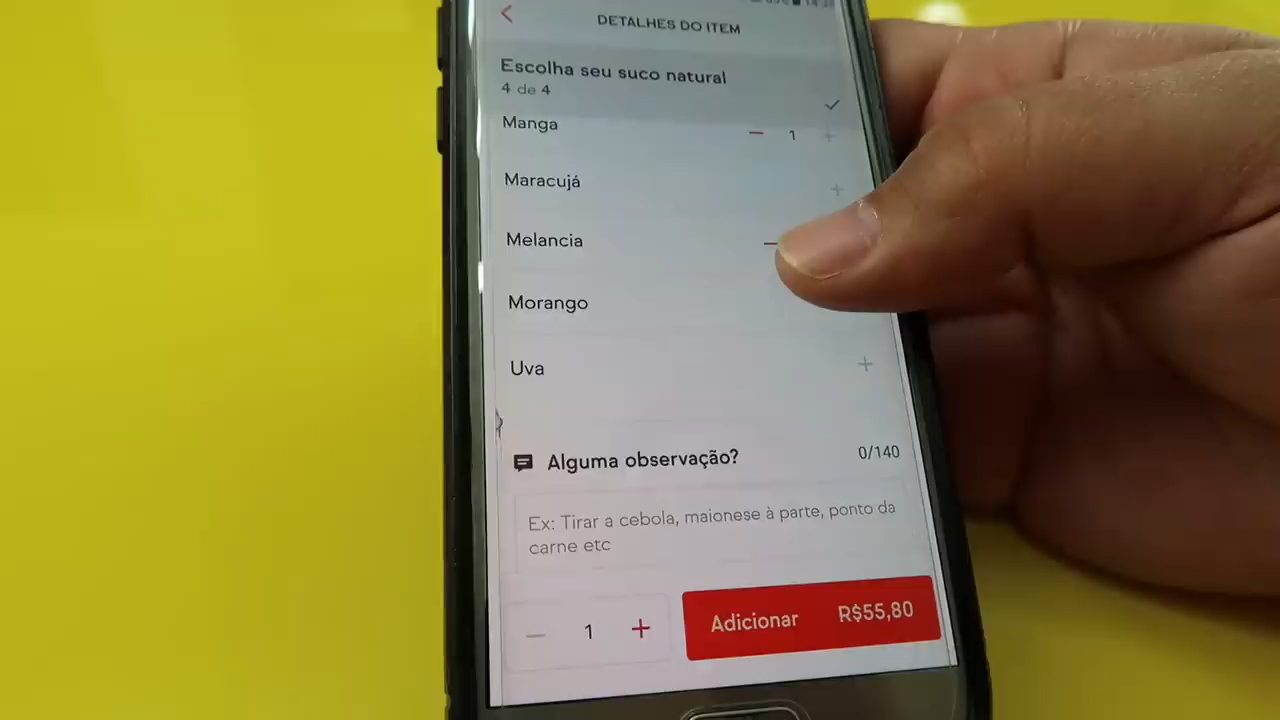 DETALHES DO ITEM
Escolha seu suco natural
4 de 4
Manga
1
Maracujá
Melancia
Morango
Uva
Alguma observação?
0/140
Ex: Tirar a cebola, maionese à parte, ponto da
carne etc
1
Adicionar R$55,80